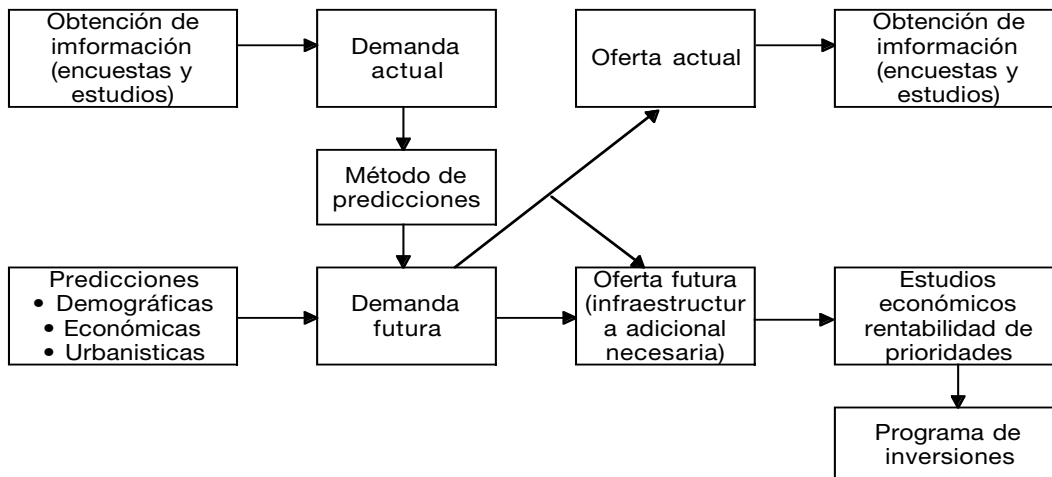 Obtención de
imformación
(encuestas y
estudios)
Demanda
actual
Oferta actual
Obtención de
imformación
(encuestas y
estudios)
Método de
predicciones
Predicciones
• Demográficas
• Económicas
• Urbanisticas
Demanda
futura
Oferta futura
(infraestructur
a adicional
necesaria)
Estudios
económicos
rentabilidad de
prioridades
Programa de
inversiones